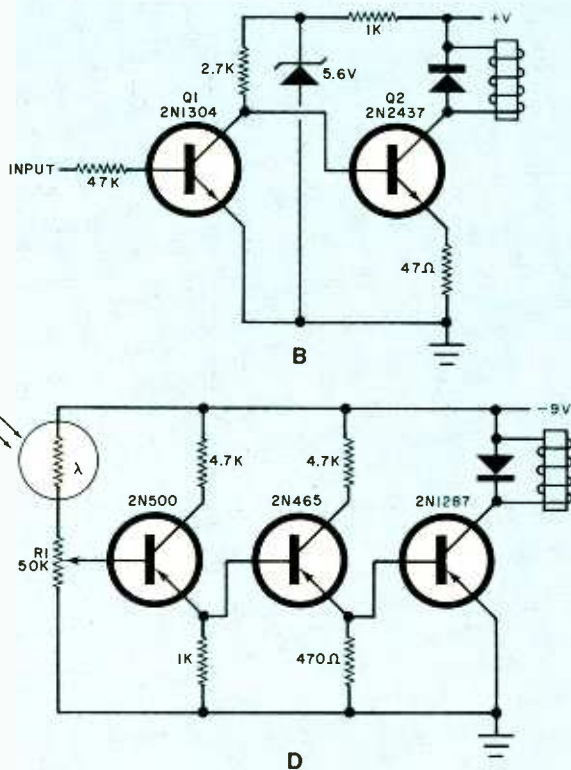 +V
1K
2.7K
5.6V
Q1
2N1304
Q2
2N2437
INPUT
47K
47Ω
B
-9V
λ
4.7K
4.7K
2N500
2N465
2N1287
R1
50K
1K
470Ω
D